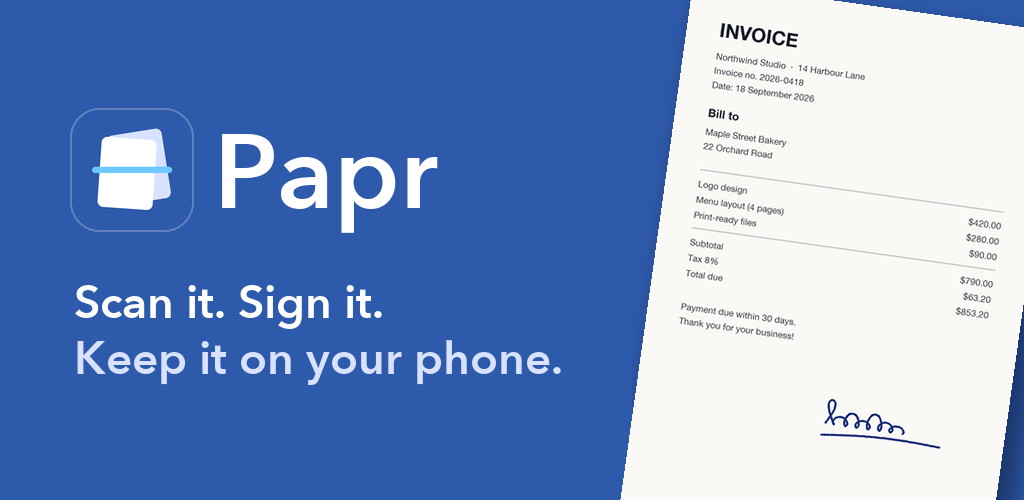 Papr
Scan it. Sign it.
Keep it on your phone.
INVOICE
Northwind Studio · 14 Harbour Lane
Invoice no. 2026-0418
Date: 18 September 2026
Bill to
Maple Street Bakery
22 Orchard Road
Logo design $420.00
Menu layout (4 pages) $280.00
Print-ready files $90.00
Subtotal $790.00
Tax 8% $63.20
Total due $853.20
Payment due within 30 days.
Thank you for your business!